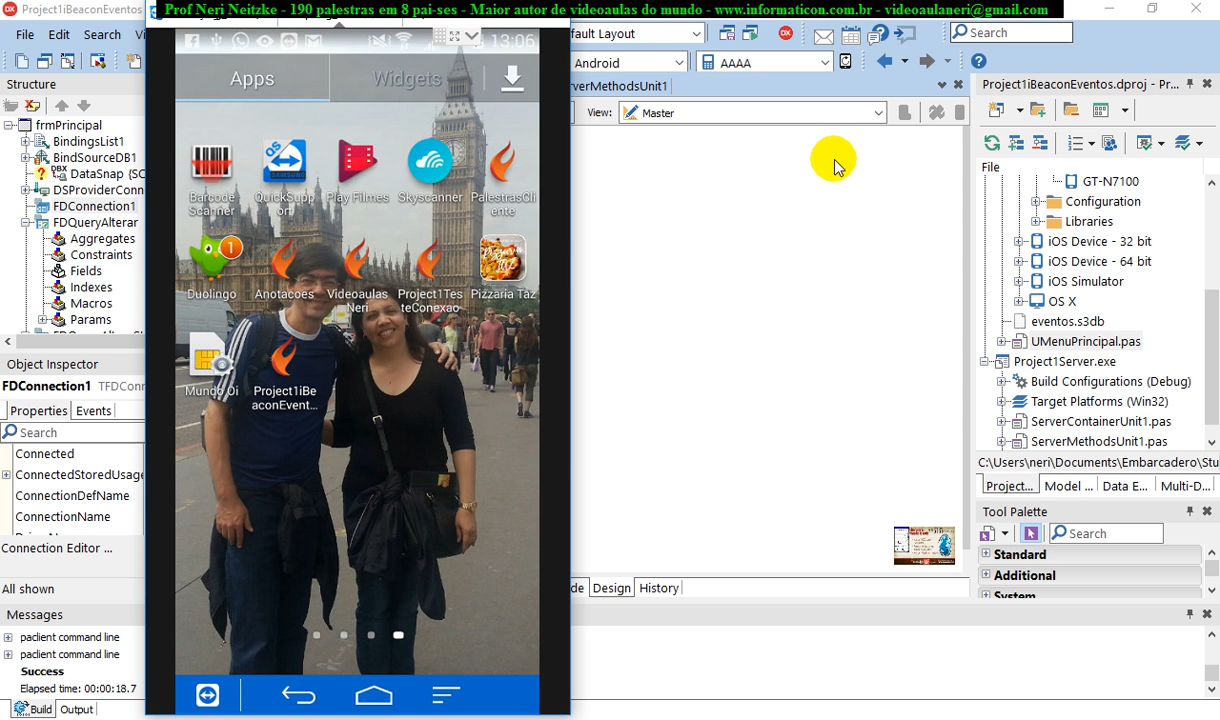 Project1iBeaconEventos
Prof Neri Neitzke - 190 palestras em 8 pai-ses - Maior autor de videoaulas do mundo - www.informaticon.com.br - videoaulaneri@gmail.com
File Edit Search Vi
fault Layout
Search
Android
AAAA
Structure
frmPrincipal
BindingsList1
BindSourceDB1
DataSnap (SC
DSProviderConn
FDConnection1
FDQueryAlterar
Aggregates
Constraints
Fields
Indexes
Macros
Params
Object Inspector
FDConnection1 TFDConn
Properties Events
Search
Connected
ConnectedStoredUsage
ConnectionDefName
ConnectionName
Connection Editor ...
All shown
Messages
paclient command line
paclient command line
Success
Elapsed time: 00:00:18.7
Build Output
13:06
Apps
Widgets
Barcode Scanner
QuickSupport
Play Filmes
Skyscanner
PalestrasCliente
1
Duolingo
Anotacoes
Videoaulas Neri
Project1TesteConexao
Pizzaria Taz
Mundo Oi
Project1iBeaconEvent...
rverMethodsUnit1
View:
Master
de Design History
Project1iBeaconEventos.dproj - Pr...
File
GT-N7100
Configuration
Libraries
iOS Device - 32 bit
iOS Device - 64 bit
iOS Simulator
OS X
eventos.s3db
UMenuPrincipal.pas
Project1Server.exe
Build Configurations (Debug)
Target Platforms (Win32)
ServerContainerUnit1.pas
ServerMethodsUnit1.pas
C:\Users\neri\Documents\Embarcadero\Stu
Project... Model ... Data E... Multi-D...
Tool Palette
Search
Standard
Additional
System